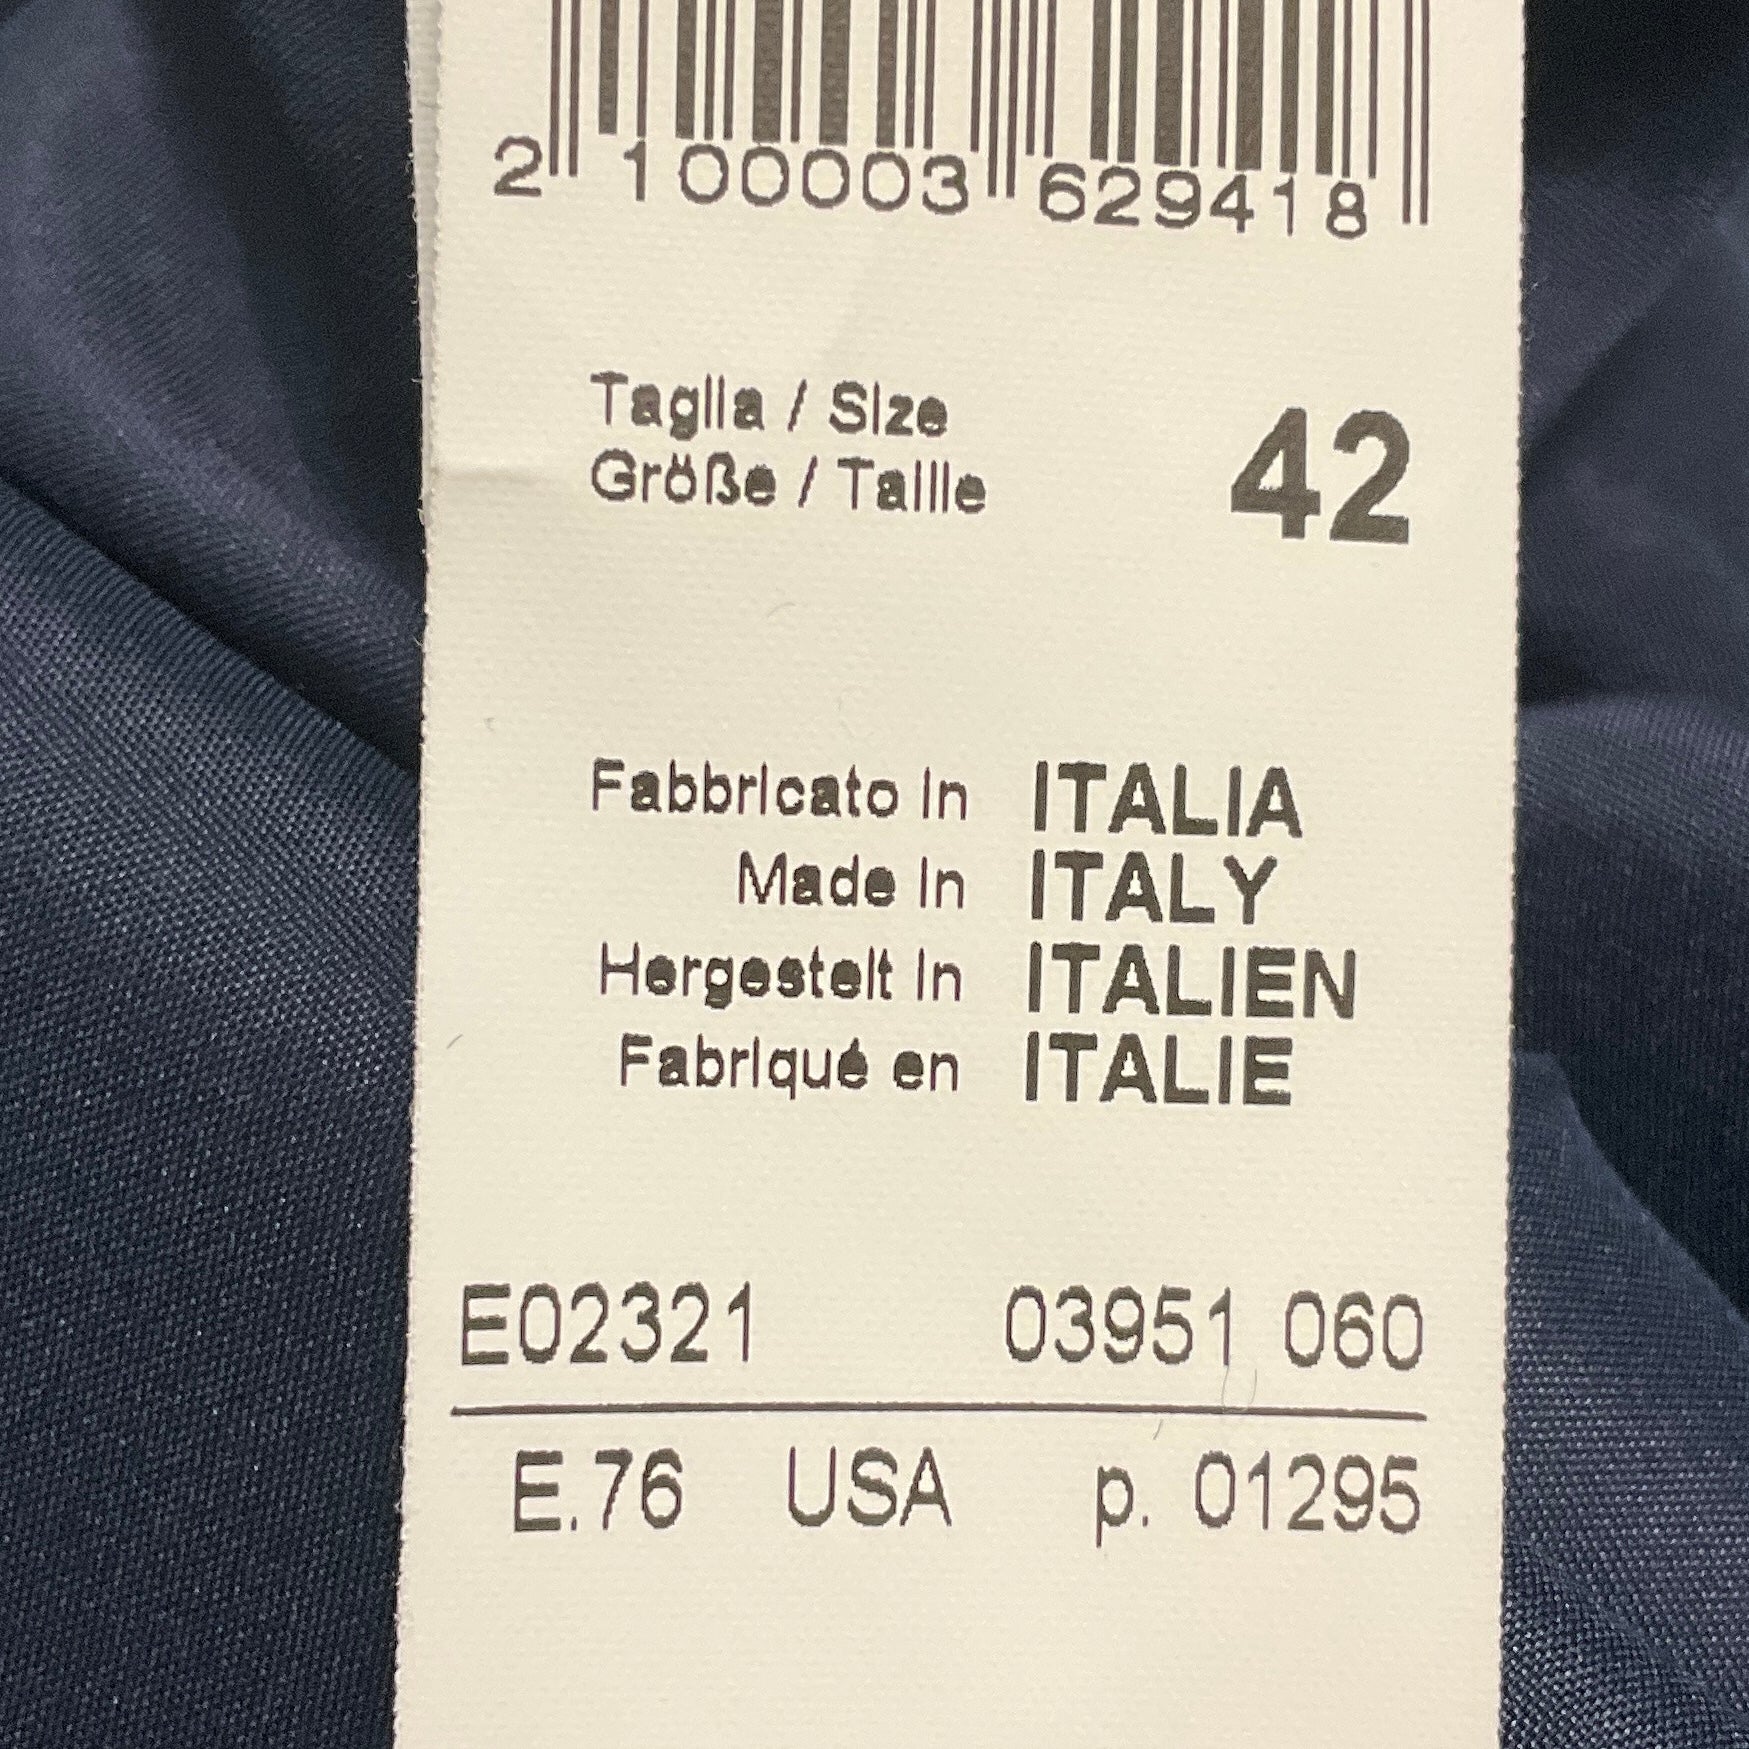 2 100003 629418
Taglia / Size
Größe / Taille
42
Fabbricato in ITALIA
Made in ITALY
Hergestelt in ITALIEN
Fabriqué en ITALIE
E02321 03951 060
E.76 USA p. 01295